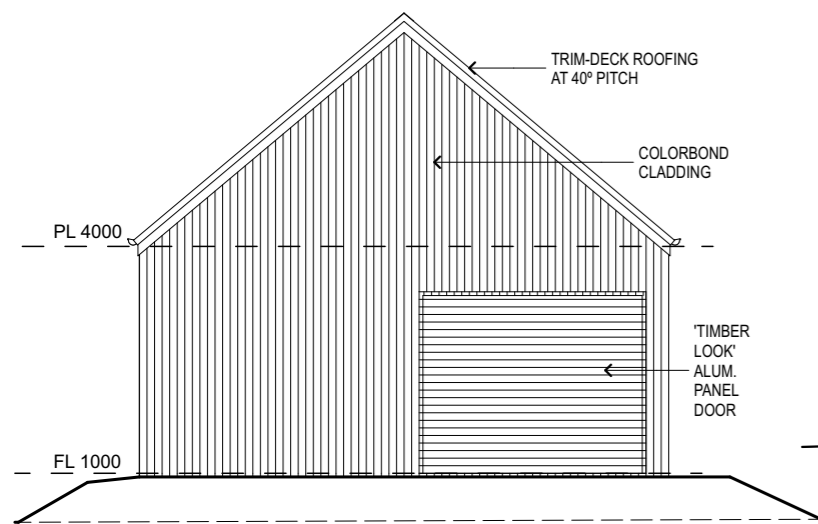 TRIM-DECK ROOFING
AT 40º PITCH
COLORBOND
CLADDING
PL 4000
'TIMBER
LOOK'
ALUM.
PANEL
DOOR
FL 1000